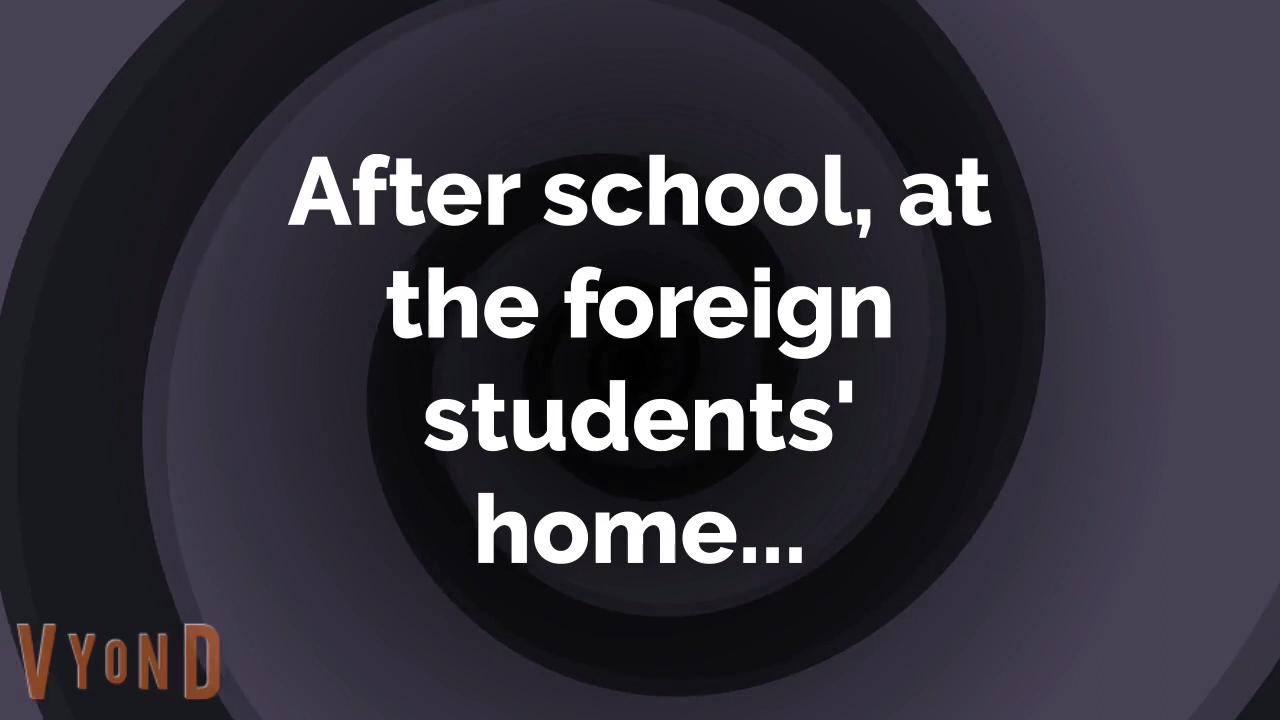 After school, at
the foreign
students'
home...
VYOND